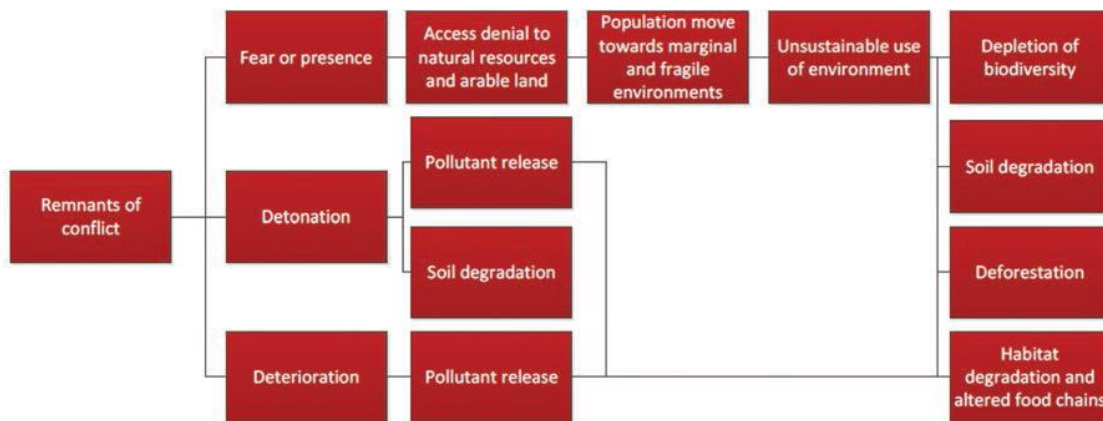 Fear or presence
Access denial to
natural resources
and arable land
Population move
towards marginal
and fragile
environments
Unsustainable use
of environment
Depletion of
biodiversity
Remnants of
conflict
Detonation
Pollutant release
Soil degradation
Soil degradation
Deforestation
Deterioration
Pollutant release
Habitat
degradation and
altered food chains